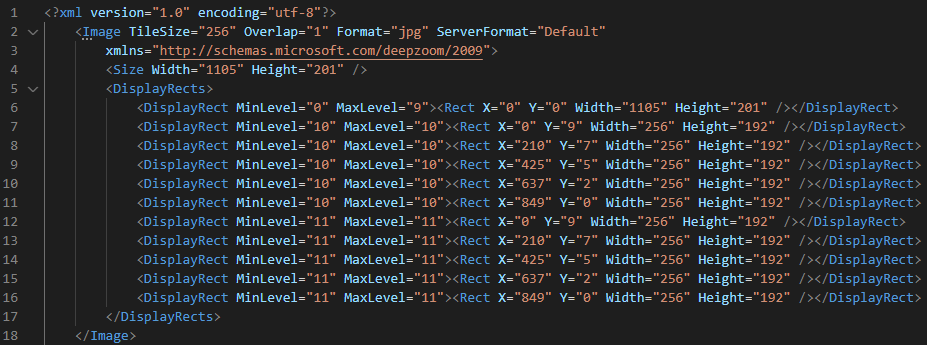 1 <?xml version="1.0" encoding="utf-8"?>
2 <Image TileSize="256" Overlap="1" Format="jpg" ServerFormat="Default"
3 xmlns="http://schemas.microsoft.com/deepzoom/2009">
4 <Size Width="1105" Height="201" />
5 <DisplayRects>
6 <DisplayRect MinLevel="0" MaxLevel="9"><Rect X="0" Y="0" Width="1105" Height="201" /></DisplayRect>
7 <DisplayRect MinLevel="10" MaxLevel="10"><Rect X="0" Y="9" Width="256" Height="192" /></DisplayRect>
8 <DisplayRect MinLevel="10" MaxLevel="10"><Rect X="210" Y="7" Width="256" Height="192" /></DisplayRect>
9 <DisplayRect MinLevel="10" MaxLevel="10"><Rect X="425" Y="5" Width="256" Height="192" /></DisplayRect>
10 <DisplayRect MinLevel="10" MaxLevel="10"><Rect X="637" Y="2" Width="256" Height="192" /></DisplayRect>
11 <DisplayRect MinLevel="10" MaxLevel="10"><Rect X="849" Y="0" Width="256" Height="192" /></DisplayRect>
12 <DisplayRect MinLevel="11" MaxLevel="11"><Rect X="0" Y="9" Width="256" Height="192" /></DisplayRect>
13 <DisplayRect MinLevel="11" MaxLevel="11"><Rect X="210" Y="7" Width="256" Height="192" /></DisplayRect>
14 <DisplayRect MinLevel="11" MaxLevel="11"><Rect X="425" Y="5" Width="256" Height="192" /></DisplayRect>
15 <DisplayRect MinLevel="11" MaxLevel="11"><Rect X="637" Y="2" Width="256" Height="192" /></DisplayRect>
16 <DisplayRect MinLevel="11" MaxLevel="11"><Rect X="849" Y="0" Width="256" Height="192" /></DisplayRect>
17 </DisplayRects>
18 </Image>